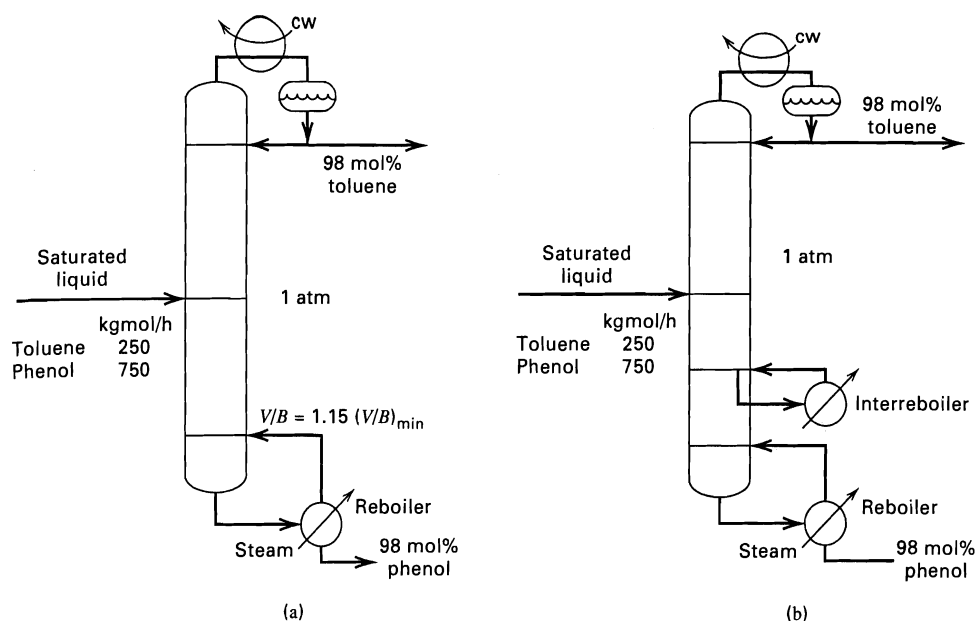 cw
98 mol%
toluene
Saturated
liquid
1 atm
kgmol/h
Toluene 250
Phenol 750
V/B = 1.15 (V/B)min
Reboiler
Steam
98 mol%
phenol
(a)
cw
98 mol%
toluene
Saturated
liquid
1 atm
kgmol/h
Toluene 250
Phenol 750
Interreboiler
Reboiler
Steam
98 mol%
phenol
(b)